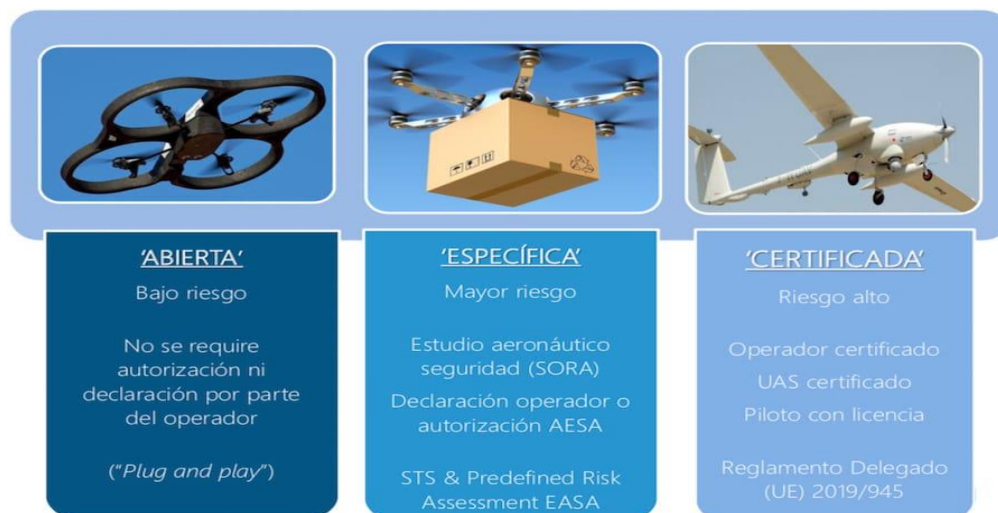 'ABIERTA'
Bajo riesgo
No se require
autorización ni
declaración por parte
del operador
("Plug and play")
'ESPECÍFICA'
Mayor riesgo
Estudio aeronáutico
seguridad (SORA)
Declaración operador o
autorización AESA
STS & Predefined Risk
Assessment EASA
'CERTIFICADA'
Riesgo alto
Operador certificado
UAS certificado
Piloto con licencia
Reglamento Delegado
(UE) 2019/945